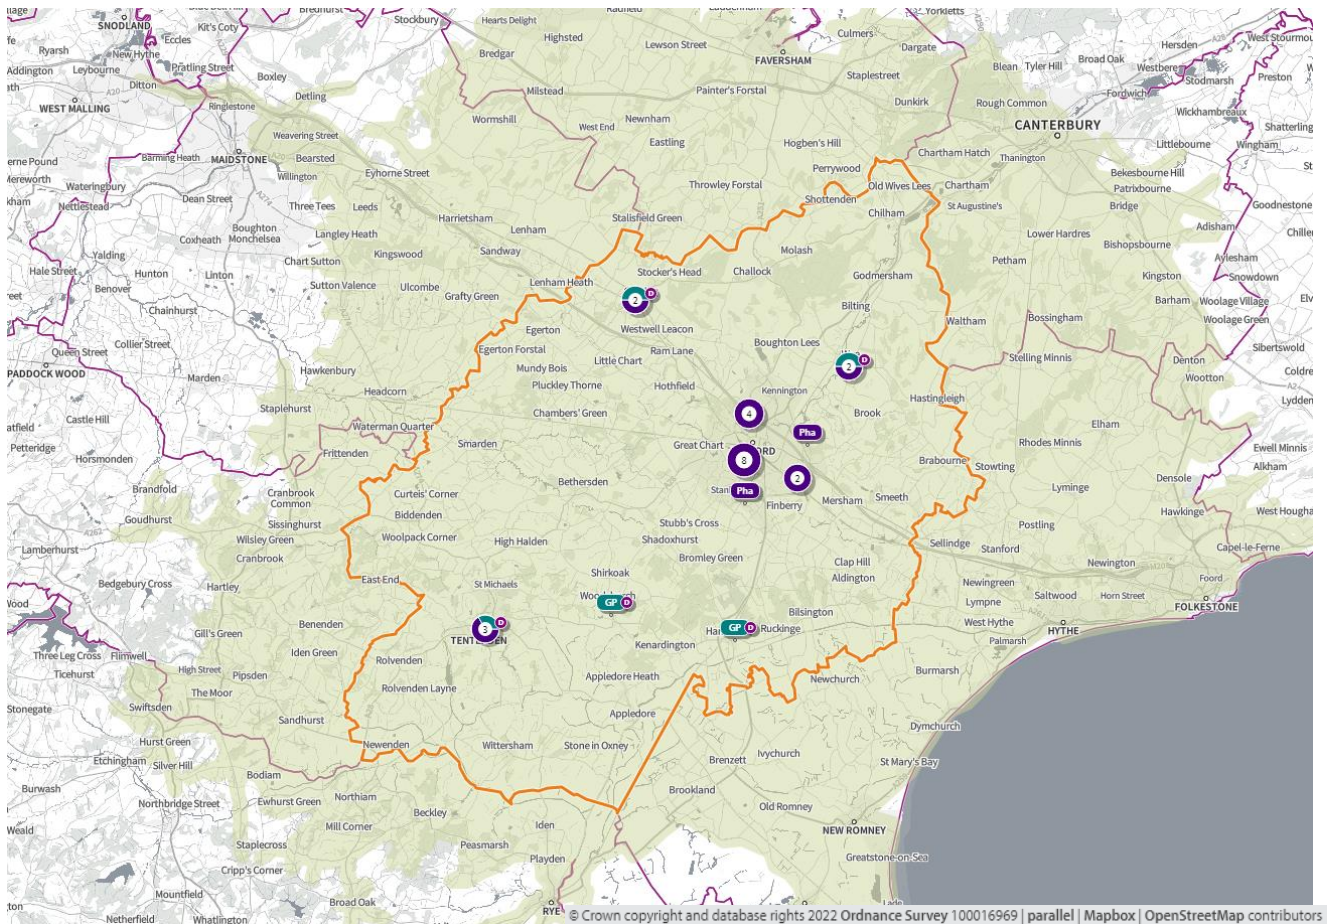 SNODLAND
Kit's Coty
Eccles
Stockbury
Hearts Delight
Culmers
Yorkletts
Ryarsh
New Hythe
Pratling Street
Boxley
Bredgar
Highsted
Lewson Street
FAVERSHAM
Dargate
Blean
Tyler Hill
Broad Oak
Hersden
West Stourmou
Addington
Leybourne
Ditton
Detling
Milstead
Painter's Forstal
Staplestreet
Westbere
Stodmarsh
Preston
WEST MALLING
Ringlestone
Wormshill
Newnham
Dunkirk
Rough Common
Fordwich
Wickhambreaux
Weavering Street
West End
Eastling
Hogben's Hill
CANTERBURY
Shatterling
Barming Heath
MAIDSTONE
Bearsted
Willington
Eyhorne Street
Perrywood
Chartham Hatch
Thanington
Littlebourne
Wingham
Wateringbury
Dean Street
Three Tees
Leeds
Throwley Forstal
Old Wives Lees
Chartham
Bekesbourne Hill
Patrixbourne
Nettlestead
Boughton
Monchelsea
Coxheath
Langley Heath
Harrietsham
Lenham
Stalisfield Green
Shottenden
Chilham
St Augustine's
Bridge
Goodnestone
Adisham
Yalding
Chart Sutton
Kingswood
Sandway
Molash
Lower Hardres
Bishopsbourne
Hale Street
Hunton
Linton
Sutton Valence
Ulcombe
Grafty Green
Lenham Heath
Stocker's Head
Challock
Godmersham
Petham
Kingston
Aylesham
Snowdown
Benover
Chainhurst
2
D
Bilting
Waltham
Bossingham
Barham
Woolage Village
Woolage Green
Collier Street
Queen Street
PADDOCK WOOD
Egerton
Westwell Leacon
Boughton Lees
Sibertswold
Egerton Forstal
Ram Lane
Little Chart
2
D
Stelling Minnis
Denton
Wootton
Marden
Hawkenbury
Mundy Bois
Pluckley Thorne
Hothfield
Kennington
Hastingleigh
Coldre
Lydden
Headcorn
Staplehurst
Castle Hill
Chambers' Green
4
Brook
Elham
Petteridge
Waterman Quarter
Smarden
Great Chart
Pha
Rhodes Minnis
Ewell Minnis
Horsmonden
Frittenden
8
Brabourne
Stowting
Alkham
Brandfold
Cranbrook
Common
Curteis' Corner
Bethersden
Pha
2
Finberry
Mersham
Smeeth
Lyminge
Densole
Goudhurst
Sissinghurst
Biddenden
Stubb's Cross
Postling
Hawkinge
West Hougha
Lamberhurst
Wilsley Green
Woolpack Corner
High Halden
Shadoxhurst
Sellindge
Stanford
Capel-le-Ferne
Cranbrook
Bromley Green
Clap Hill
Newington
Bedgebury Cross
Hartley
East End
St Michaels
Shirkoak
Aldington
Newingreen
Saltwood
Horn Street
Foord
FOLKESTONE
GP
D
Lympne
Gill's Green
Benenden
3
D
GP
D
Ruckinge
Bilsington
West Hythe
HYTHE
Three Leg Cross
Flimwell
Iden Green
Kenardington
Palmarsh
Ticehurst
High Street
Pipsden
Rolvenden
Burmarsh
Stonegate
The Moor
Rolvenden Layne
Appledore Heath
Newchurch
Swiftsden
Sandhurst
Appledore
Dymchurch
Hurst Green
Newenden
Wittersham
Stone in Oxney
Ivychurch
Etchingham
Silver Hill
Bodiam
Brenzett
St Mary's Bay
Burwash
Northbridge Street
Ewhurst Green
Northiam
Brookland
Old Romney
Weald
Mill Corner
Beckley
Iden
NEW ROMNEY
Staplecross
Peasmarsh
Playden
Greatstone-on-Sea
Cripp's Corner
Mountfield
Broad Oak
Netherfield
Whatlington
RYE
© Crown copyright and database rights 2022 Ordnance Survey 100016969 | parallel | Mapbox | OpenStreetMap contributors